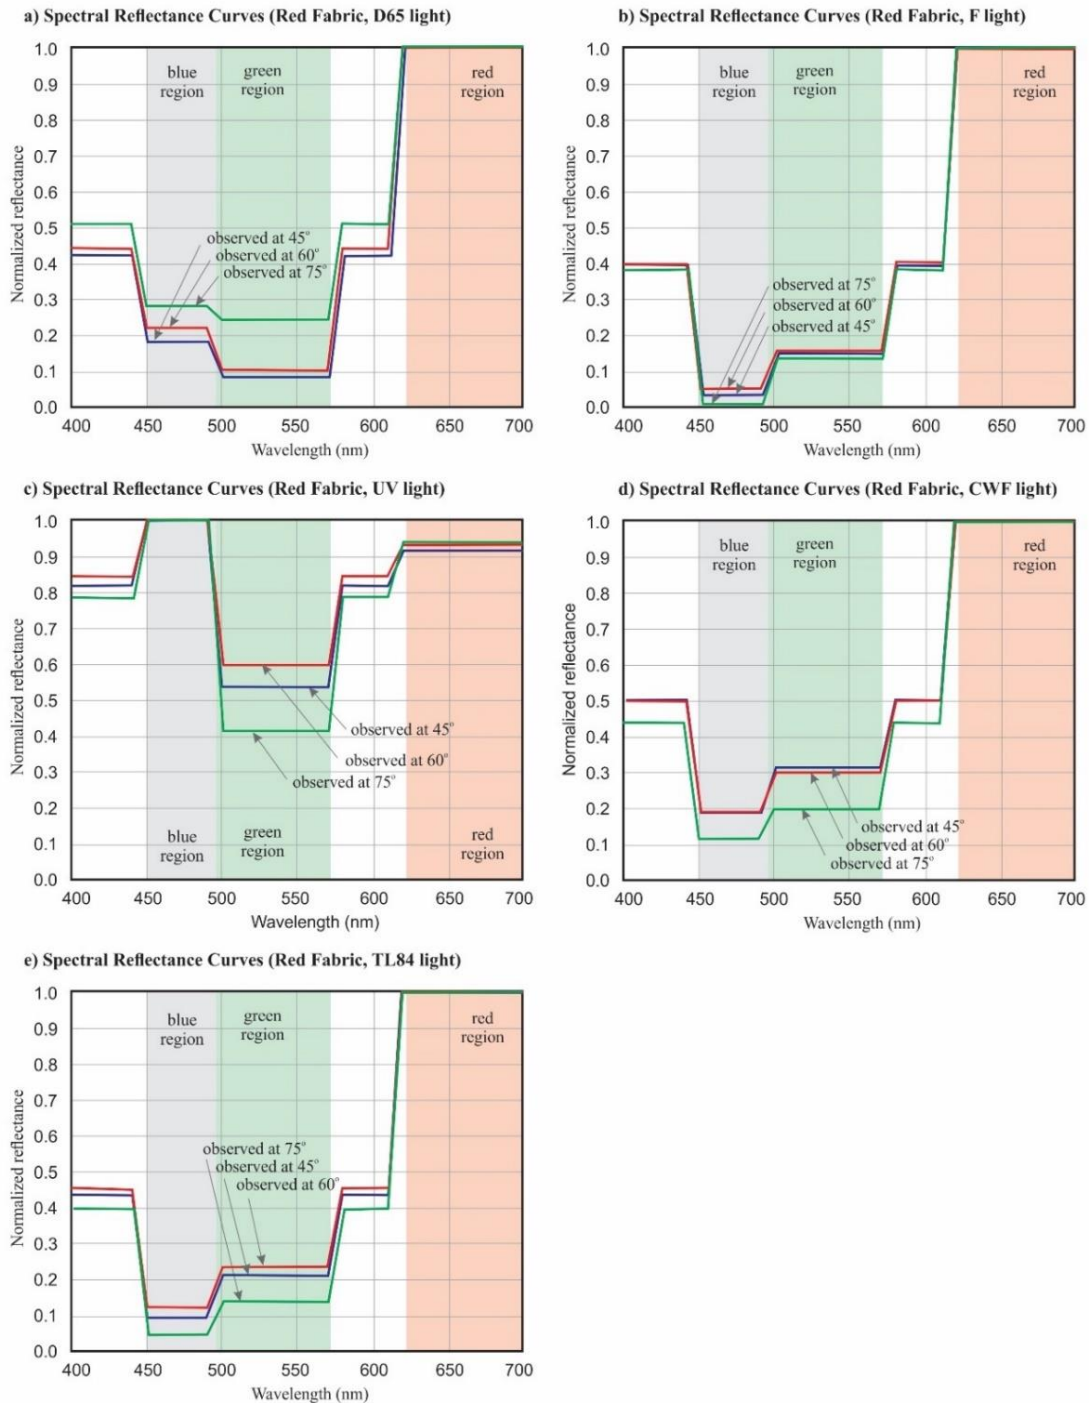 a) Spectral Reflectance Curves (Red Fabric, D65 light)
1.0
0.9
0.8
0.7
0.6
0.5
0.4
0.3
0.2
0.1
0.0
Normalized reflectance
blue
region
green
region
red
region
observed at 45°
observed at 60°
observed at 75°
400 450 500 550 600 650 700
Wavelength (nm)
b) Spectral Reflectance Curves (Red Fabric, F light)
1.0
0.9
0.8
0.7
0.6
0.5
0.4
0.3
0.2
0.1
0.0
Normalized reflectance
blue
region
green
region
red
region
observed at 75°
observed at 60°
observed at 45°
400 450 500 550 600 650 700
Wavelength (nm)
c) Spectral Reflectance Curves (Red Fabric, UV light)
1.0
0.9
0.8
0.7
0.6
0.5
0.4
0.3
0.2
0.1
0.0
Normalized reflectance
observed at 45°
observed at 60°
observed at 75°
blue
region
green
region
red
region
400 450 500 550 600 650 700
Wavelength (nm)
d) Spectral Reflectance Curves (Red Fabric, CWF light)
1.0
0.9
0.8
0.7
0.6
0.5
0.4
0.3
0.2
0.1
0.0
Normalized reflectance
blue
region
green
region
red
region
observed at 45°
observed at 60°
observed at 75°
400 450 500 550 600 650 700
Wavelength (nm)
e) Spectral Reflectance Curves (Red Fabric, TL84 light)
1.0
0.9
0.8
0.7
0.6
0.5
0.4
0.3
0.2
0.1
0.0
Normalized reflectance
blue
region
green
region
red
region
observed at 75°
observed at 45°
observed at 60°
400 450 500 550 600 650 700
Wavelength (nm)